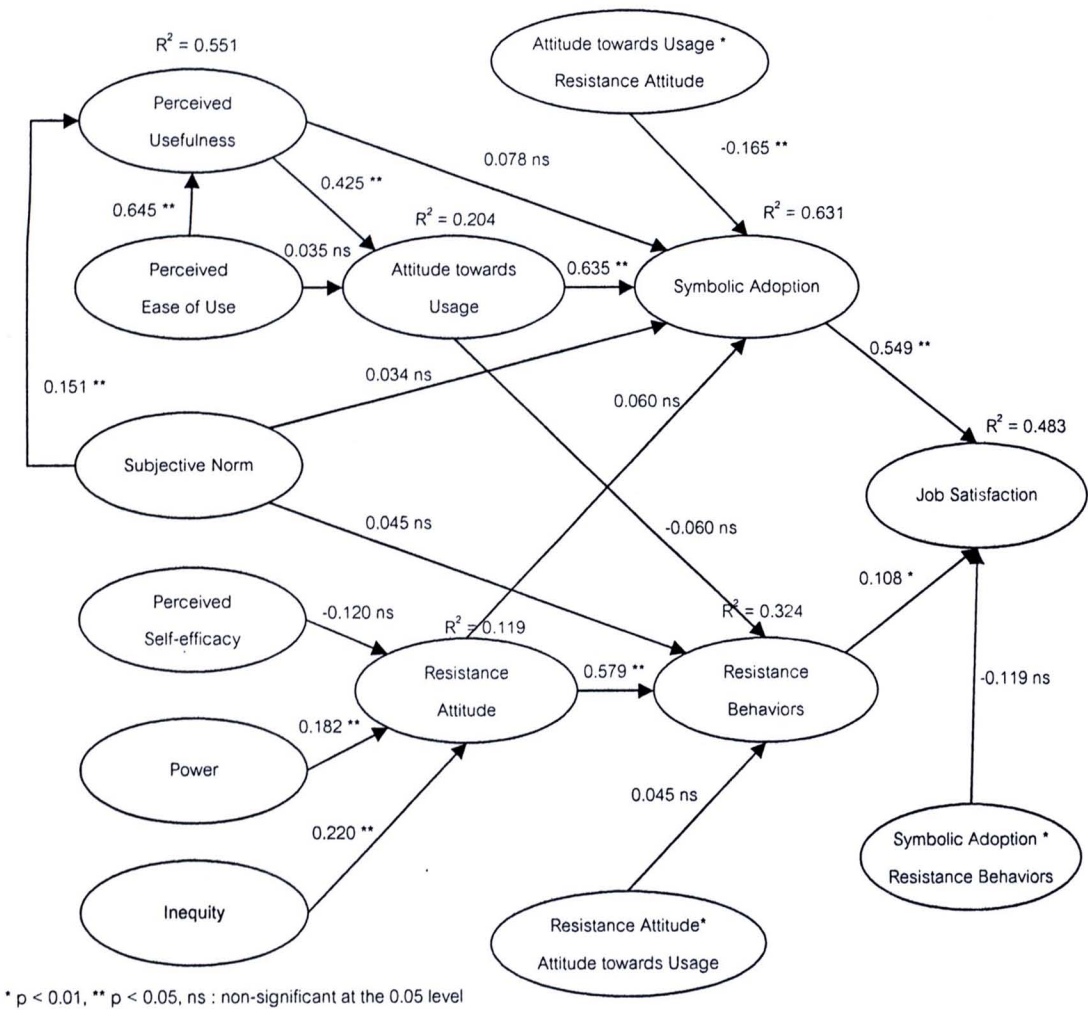 R² = 0.551
Perceived
Usefulness
Attitude towards Usage *
Resistance Attitude
0.078 ns
-0.165 **
0.425 **
0.645 **
R² = 0.204
R² = 0.631
0.035 ns
Perceived
Ease of Use
Attitude towards
Usage
0.635 **
Symbolic Adoption
0.549 **
0.151 **
0.034 ns
0.060 ns
R² = 0.483
Subjective Norm
Job Satisfaction
0.045 ns
-0.060 ns
0.108 *
Perceived
Self-efficacy
-0.120 ns
R² = 0.119
R² = 0.324
Resistance
Attitude
0.579 **
Resistance
Behaviors
-0.119 ns
0.182 **
Power
0.045 ns
0.220 **
Symbolic Adoption *
Resistance Behaviors
Inequity
Resistance Attitude*
Attitude towards Usage
* p < 0.01, ** p < 0.05, ns : non-significant at the 0.05 level